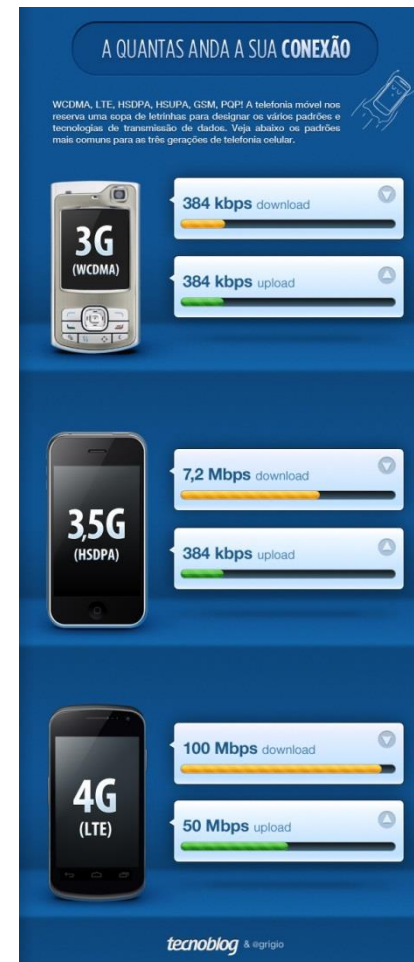 A QUANTAS ANDA A SUA CONEXÃO
WCDMA, LTE, HSDPA, HSUPA, GSM, PQP! A telefonia móvel nos
reserva uma sopa de letrinhas para designar os vários padrões e
tecnologias de transmissão de dados. Veja abaixo os padrões
mais comuns para as três gerações de telefonia celular.
3G
(WCDMA)
384 kbps download
384 kbps upload
3,5G
(HSDPA)
7,2 Mbps download
384 kbps upload
4G
(LTE)
100 Mbps download
50 Mbps upload
tecnoblog & egrigio